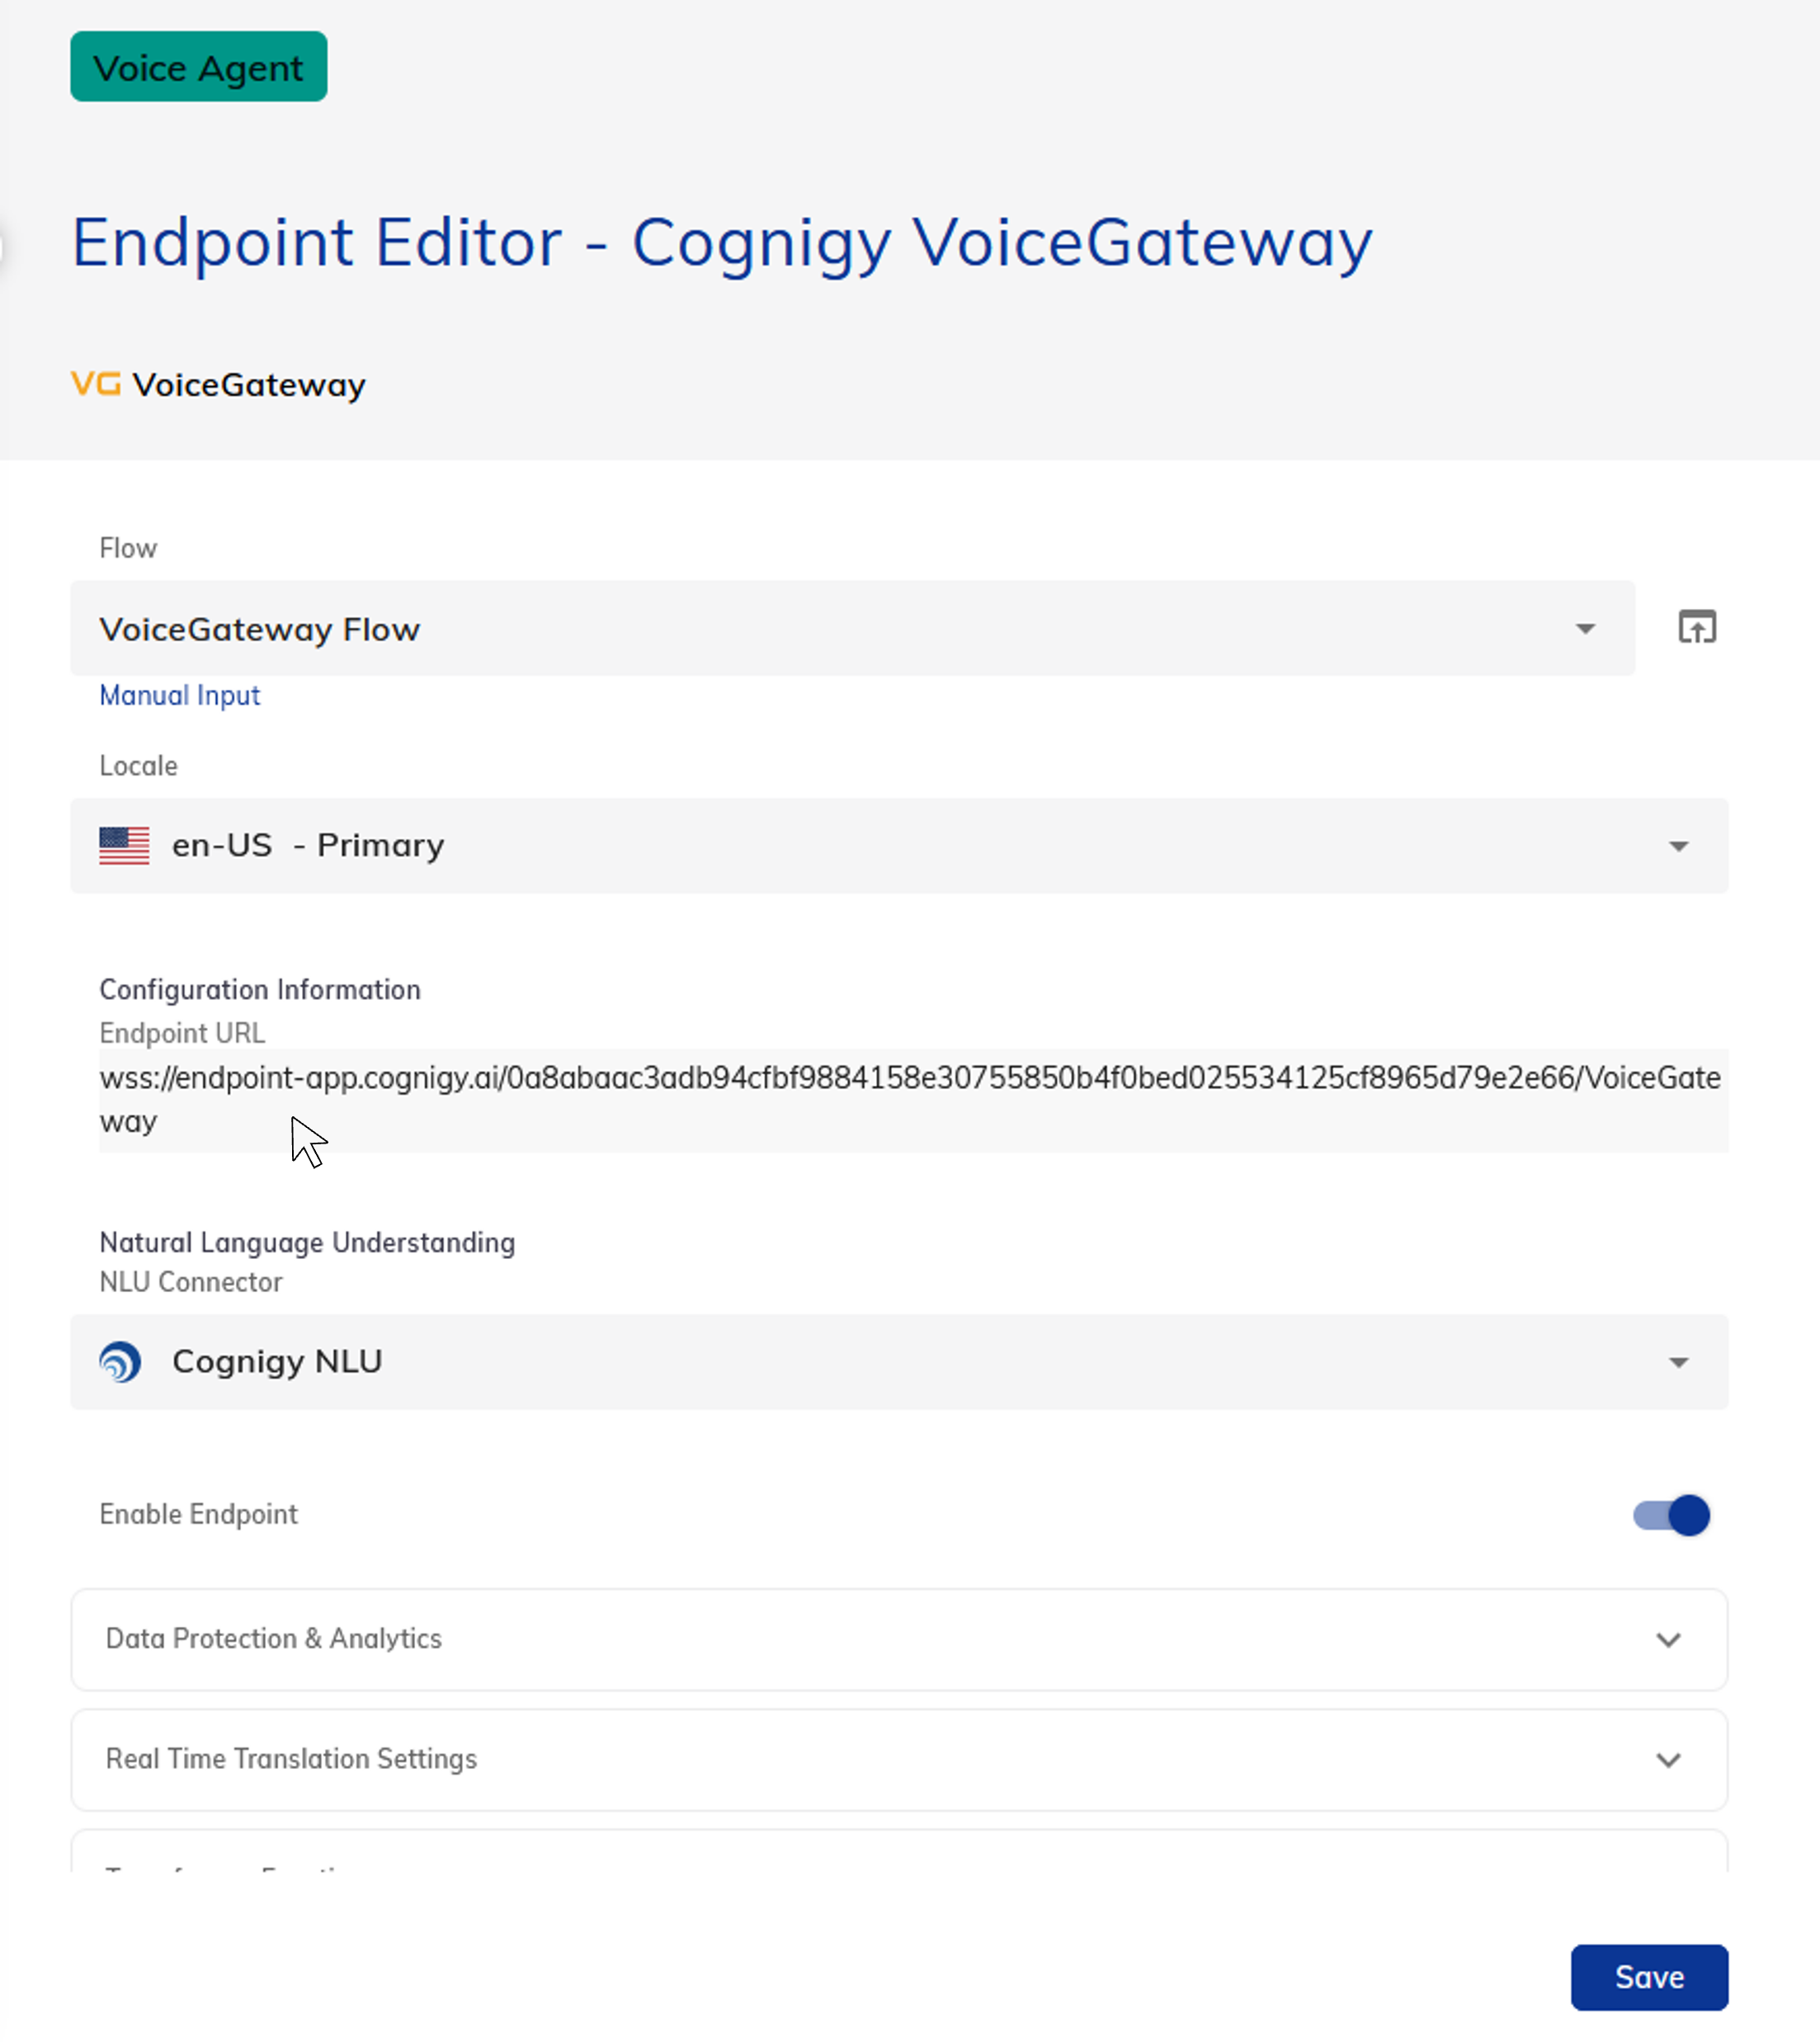 Voice Agent
Endpoint Editor - Cognigy VoiceGateway
VG VoiceGateway
Flow
VoiceGateway Flow
Manual Input
Locale
en-US - Primary
Configuration Information
Endpoint URL
wss://endpoint-app.cognigy.ai/0a8abaac3adb94cfbf9884158e30755850b4f0bed025534125cf8965d79e2e66/VoiceGate
way
Natural Language Understanding
NLU Connector
Cognigy NLU
Enable Endpoint
Data Protection & Analytics
Real Time Translation Settings
Save